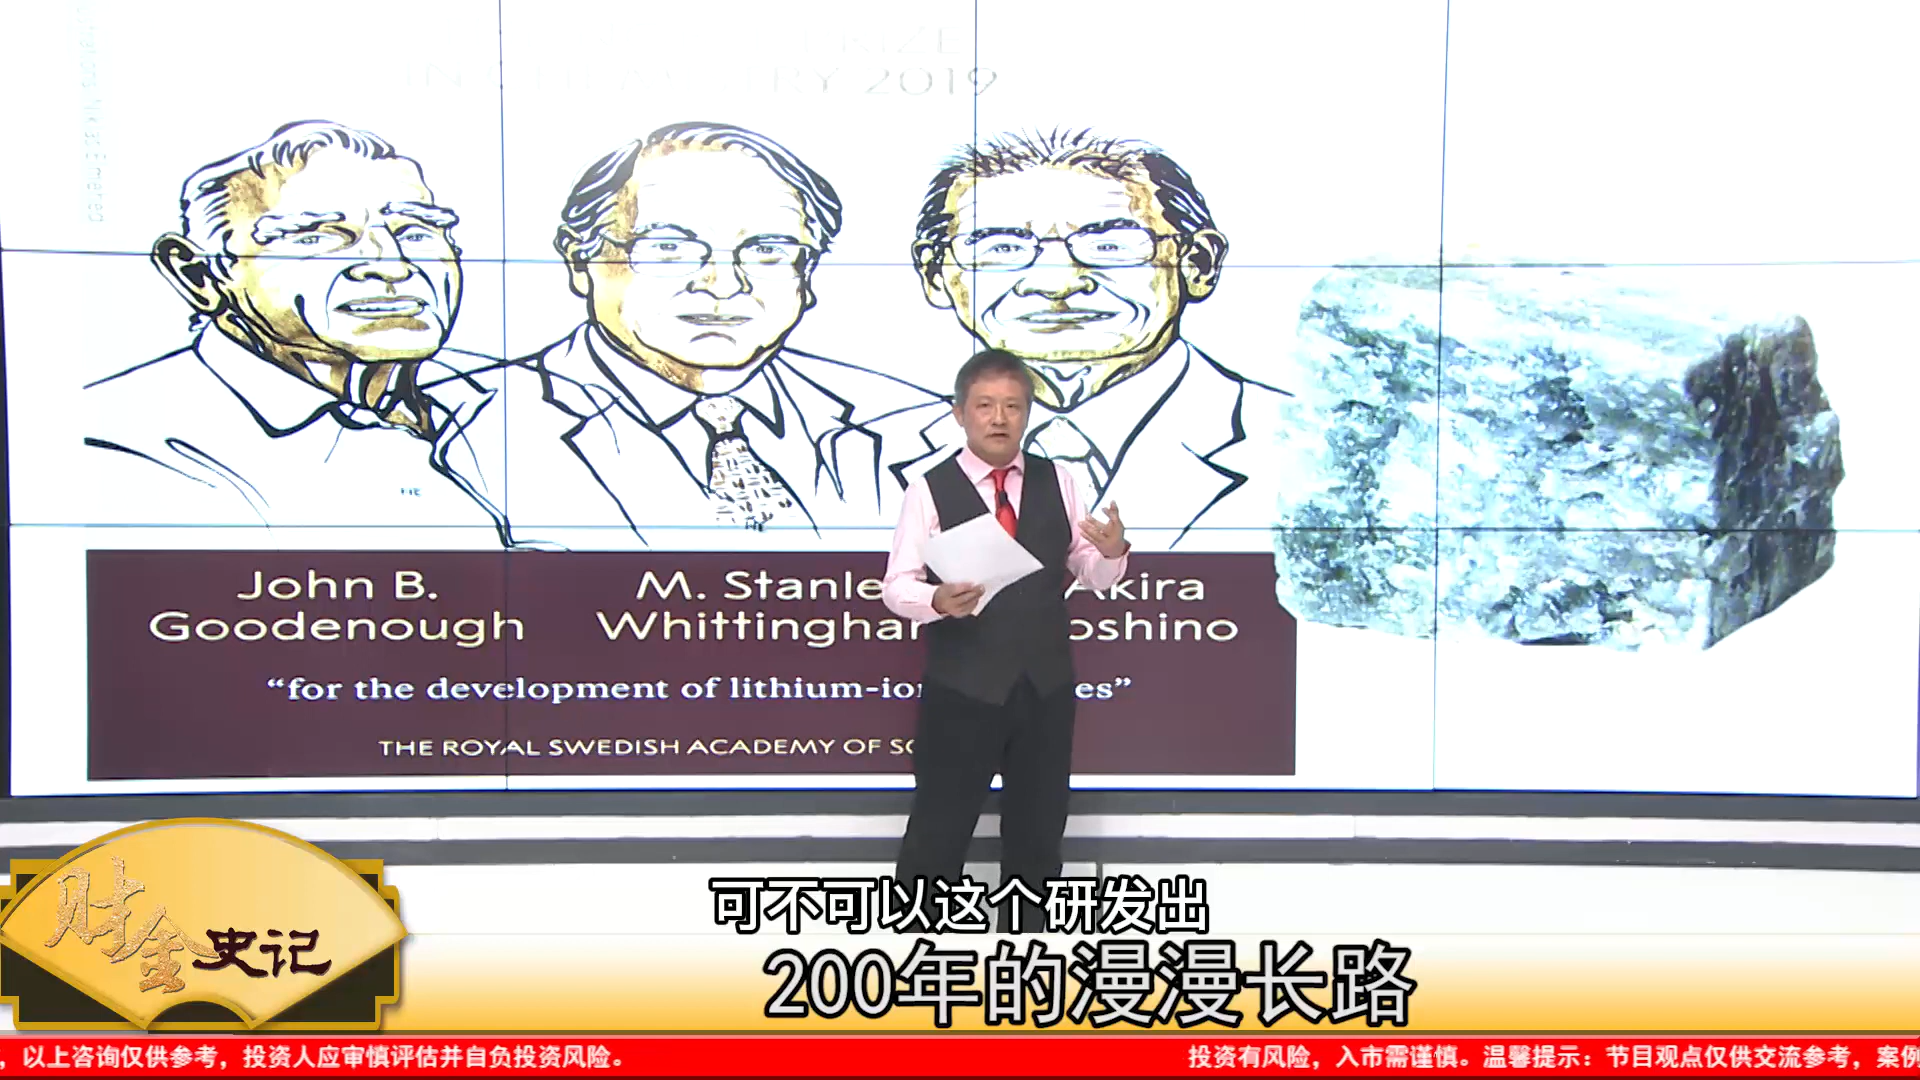 PRIZE
2019
John B.
Goodenough
M. Stanle
Whittinghar
Akira
oshino
“for the development of lithium-ion es”
THE ROYAL SWEDISH ACADEMY OF SC
财金史记
可不可以这个研发出
200年的漫漫长路
，以上咨询仅供参考，投资人应审慎评估并自负投资风险。
投资有风险，入市需谨慎。温馨提示：节目观点仅供交流参考，案例